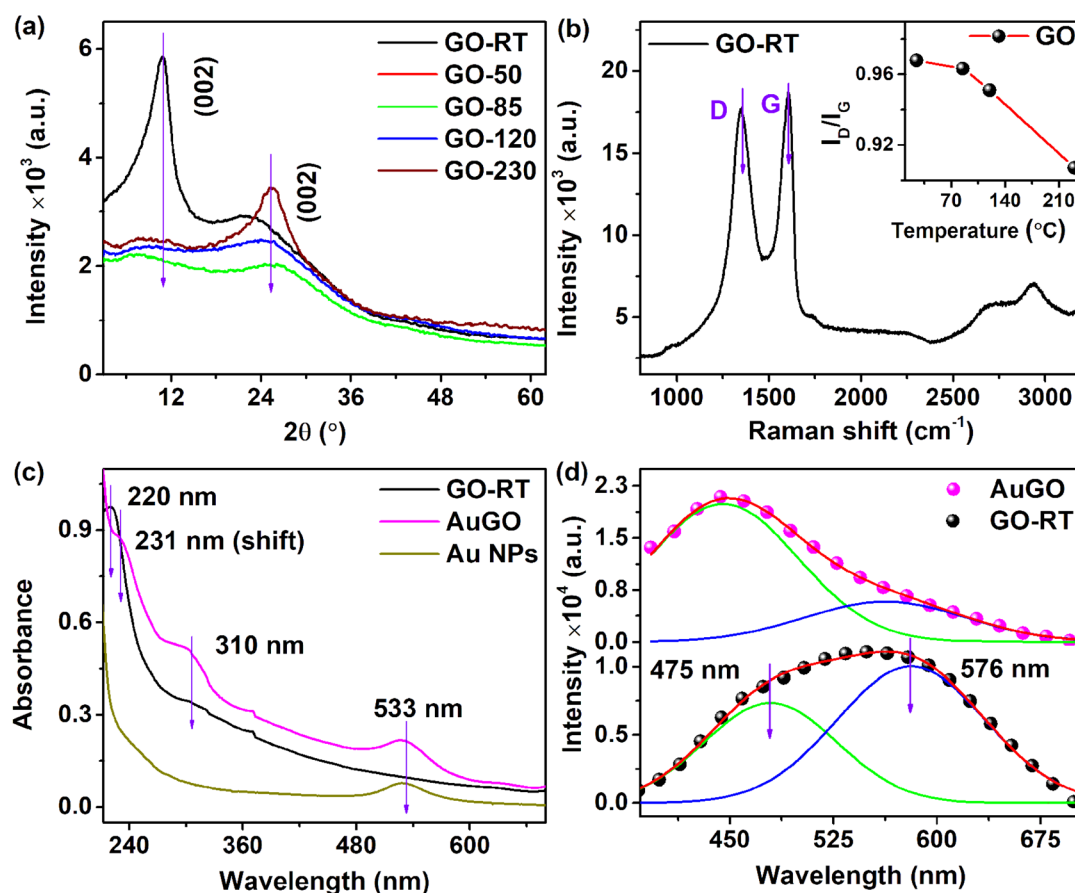 (a)
Intensity ×10³ (a.u.)
6
4
2
0
12
24
36
48
60
2θ (°)
(002)
(002)
GO-RT
GO-50
GO-85
GO-120
GO-230
(b)
Intensity ×10³ (a.u.)
20
15
10
5
1000
1500
2000
2500
3000
Raman shift (cm⁻¹)
GO-RT
D
G
GO
I_D/I_G
0.96
0.92
70
140
210
Temperature (°C)
(c)
Absorbance
0.9
0.6
0.3
0.0
240
360
480
600
Wavelength (nm)
220 nm
231 nm (shift)
310 nm
533 nm
GO-RT
AuGO
Au NPs
(d)
Intensity ×10⁴ (a.u.)
2.3
1.5
0.8
0.0
1.0
0.5
0.0
450
525
600
675
Wavelength (nm)
AuGO
GO-RT
475 nm
576 nm